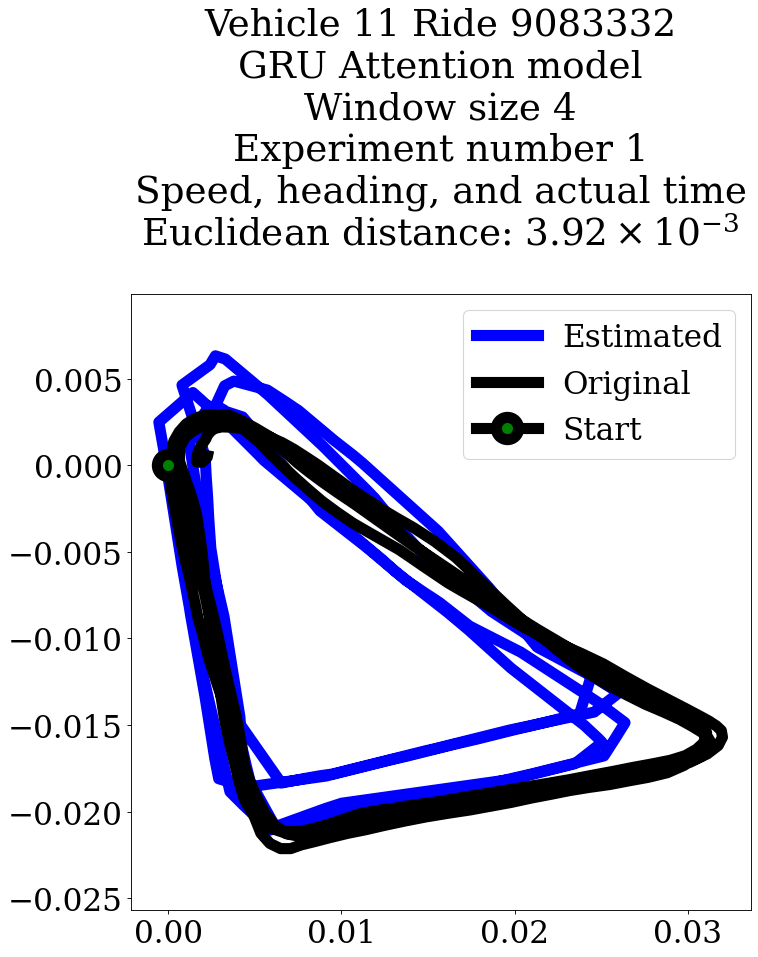 Vehicle 11 Ride 9083332
GRU Attention model
Window size 4
Experiment number 1
Speed, heading, and actual time
Euclidean distance: 3.92 × 10⁻³
Estimated
Original
Start
0.005
0.000
−0.005
−0.010
−0.015
−0.020
−0.025
0.00 0.01 0.02 0.03